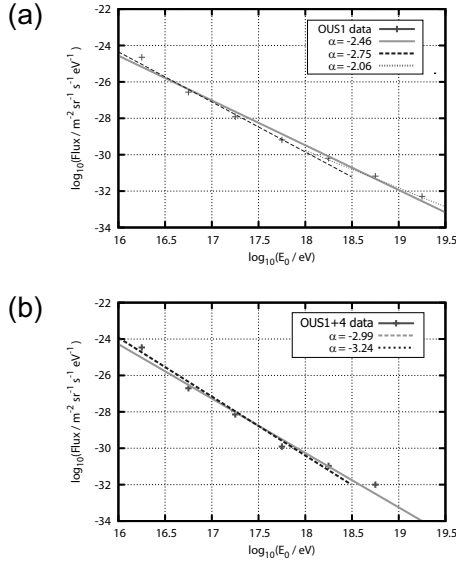 (a)
-22
-24
-26
-28
-30
-32
-34
log10(Flux / m-2 sr-1 s-1 eV-1)
OUS1 data
α= -2.46
α= -2.75
α= -2.06
16 16.5 17 17.5 18 18.5 19 19.5
log10(E0 / eV)
(b)
-22
-24
-26
-28
-30
-32
-34
log10(Flux / m-2 sr-1 s-1 eV-1)
OUS1+4 data
α= -2.99
α= -3.24
16 16.5 17 17.5 18 18.5 19 19.5
log10(E0 / eV)